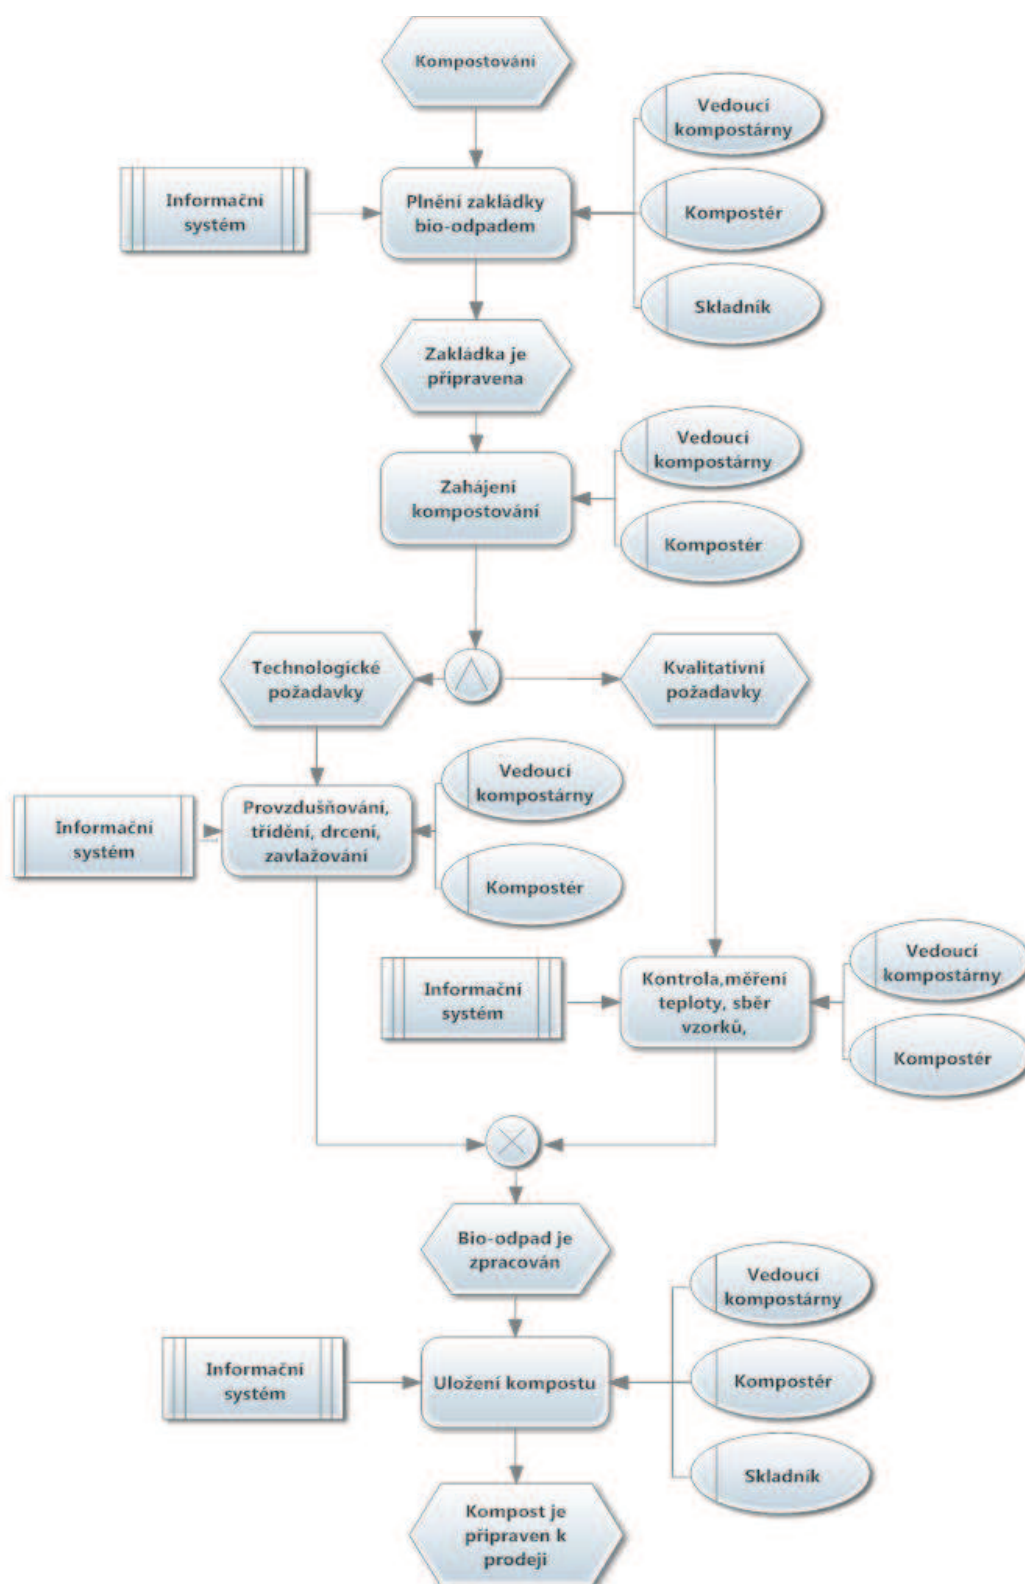 Kompostování
Vedoucí
kompostárny
Informační
systém
Plnění zakládky
bio-odpadem
Kompostér
Skladník
Zakládka je
připravena
Vedoucí
kompostárny
Zahájení
kompostování
Kompostér
Technologické
požadavky
Kvalitativní
požadavky
Vedoucí
kompostárny
Informační
systém
Provzdušňování,
třídění, drcení,
zavlažování
Kompostér
Vedoucí
kompostárny
Informační
systém
Kontrola,měření
teploty, sběr
vzorků,
Kompostér
Bio-odpad je
zpracován
Vedoucí
kompostárny
Informační
systém
Uložení kompostu
Kompostér
Skladník
Kompost je
připraven k
prodeji